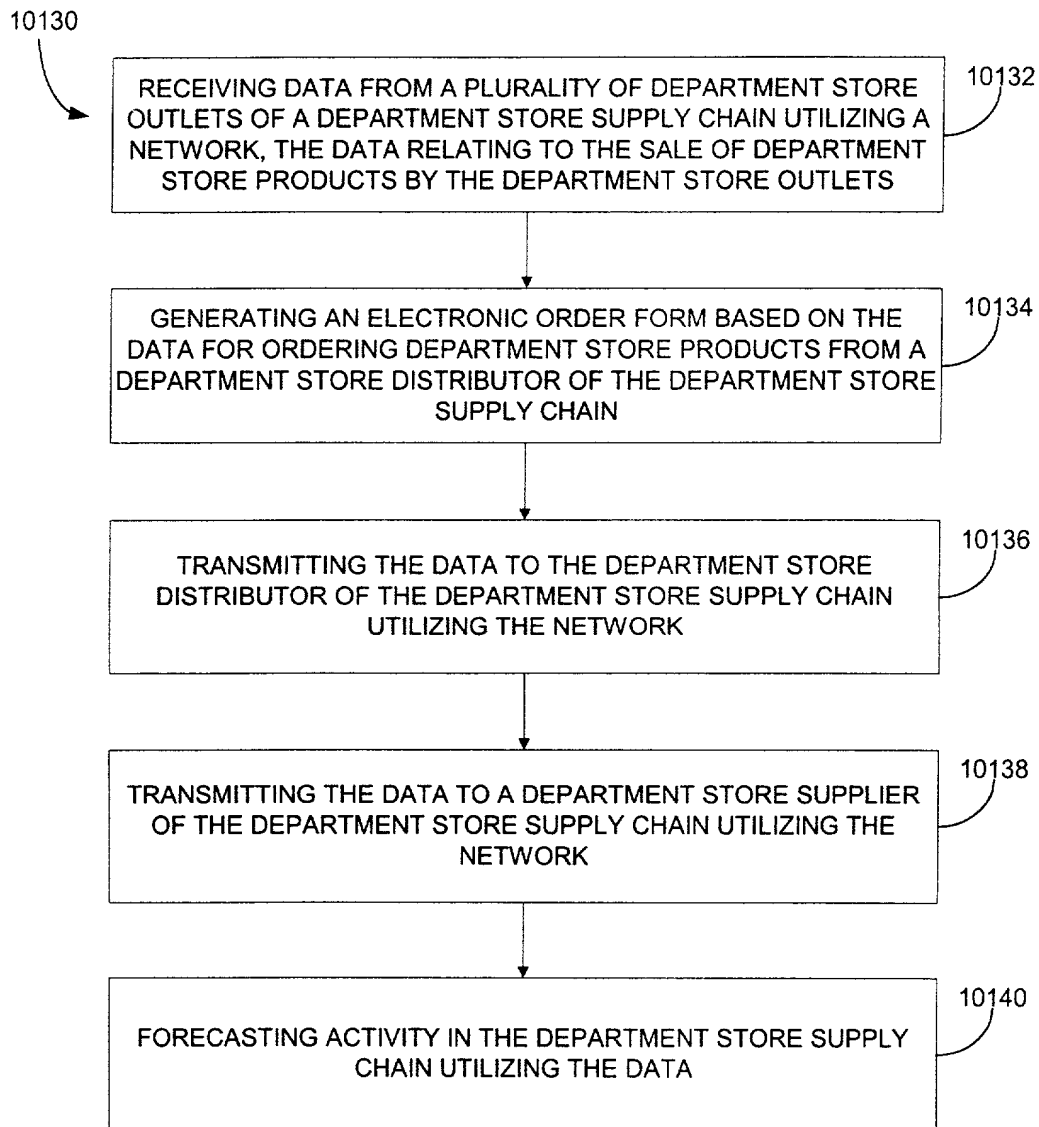 10130
10132
RECEIVING DATA FROM A PLURALITY OF DEPARTMENT STORE
OUTLETS OF A DEPARTMENT STORE SUPPLY CHAIN UTILIZING A
NETWORK, THE DATA RELATING TO THE SALE OF DEPARTMENT
STORE PRODUCTS BY THE DEPARTMENT STORE OUTLETS
10134
GENERATING AN ELECTRONIC ORDER FORM BASED ON THE
DATA FOR ORDERING DEPARTMENT STORE PRODUCTS FROM A
DEPARTMENT STORE DISTRIBUTOR OF THE DEPARTMENT STORE
SUPPLY CHAIN
10136
TRANSMITTING THE DATA TO THE DEPARTMENT STORE
DISTRIBUTOR OF THE DEPARTMENT STORE SUPPLY CHAIN
UTILIZING THE NETWORK
10138
TRANSMITTING THE DATA TO A DEPARTMENT STORE SUPPLIER
OF THE DEPARTMENT STORE SUPPLY CHAIN UTILIZING THE
NETWORK
10140
FORECASTING ACTIVITY IN THE DEPARTMENT STORE SUPPLY
CHAIN UTILIZING THE DATA